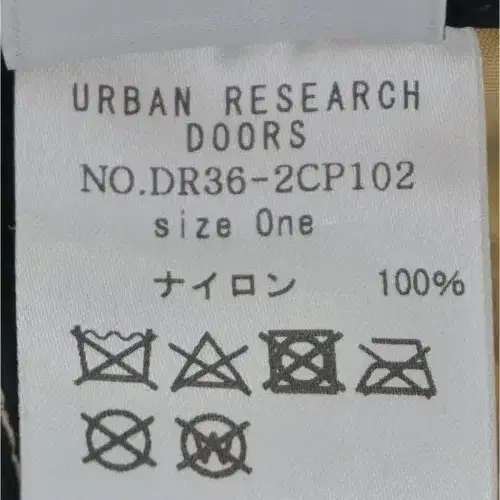 URBAN RESEARCH
DOORS
NO.DR36-2CP102
size One
ナイロン 100%
W